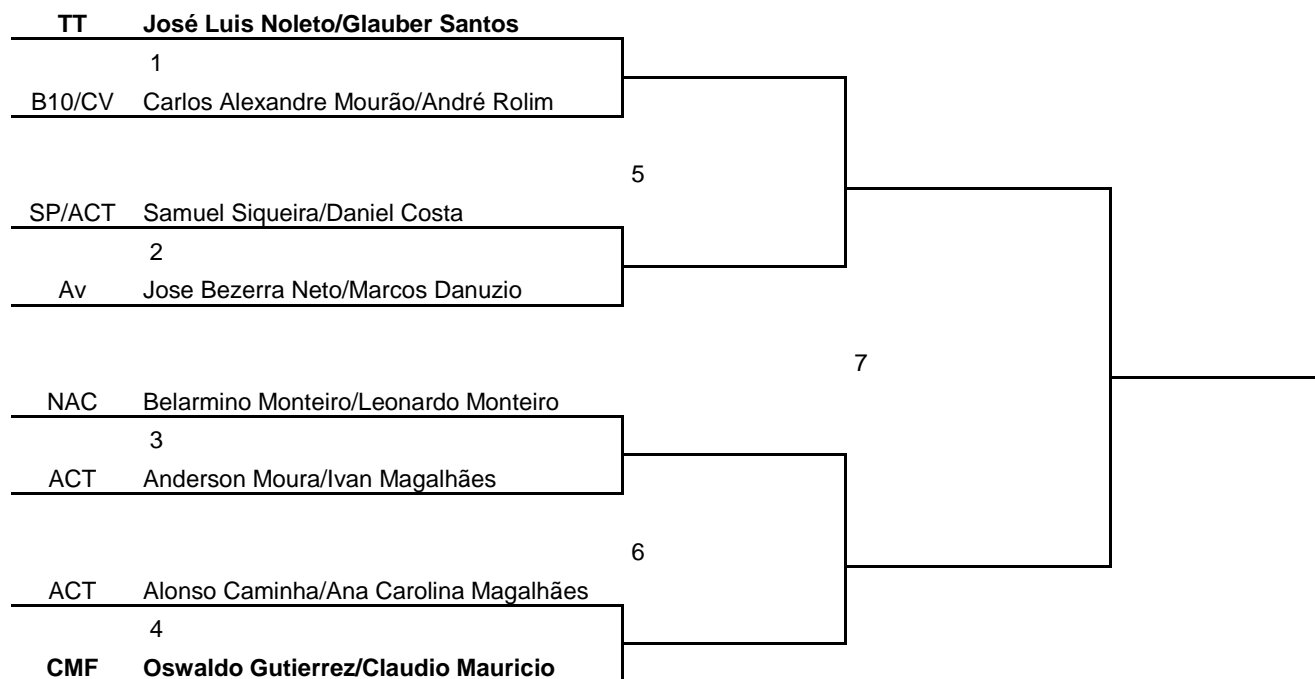 TT José Luis Noleto/Glauber Santos
1
B10/CV Carlos Alexandre Mourão/André Rolim
5
SP/ACT Samuel Siqueira/Daniel Costa
2
Av Jose Bezerra Neto/Marcos Danuzio
7
NAC Belarmino Monteiro/Leonardo Monteiro
3
ACT Anderson Moura/Ivan Magalhães
6
ACT Alonso Caminha/Ana Carolina Magalhães
4
CMF Oswaldo Gutierrez/Claudio Mauricio